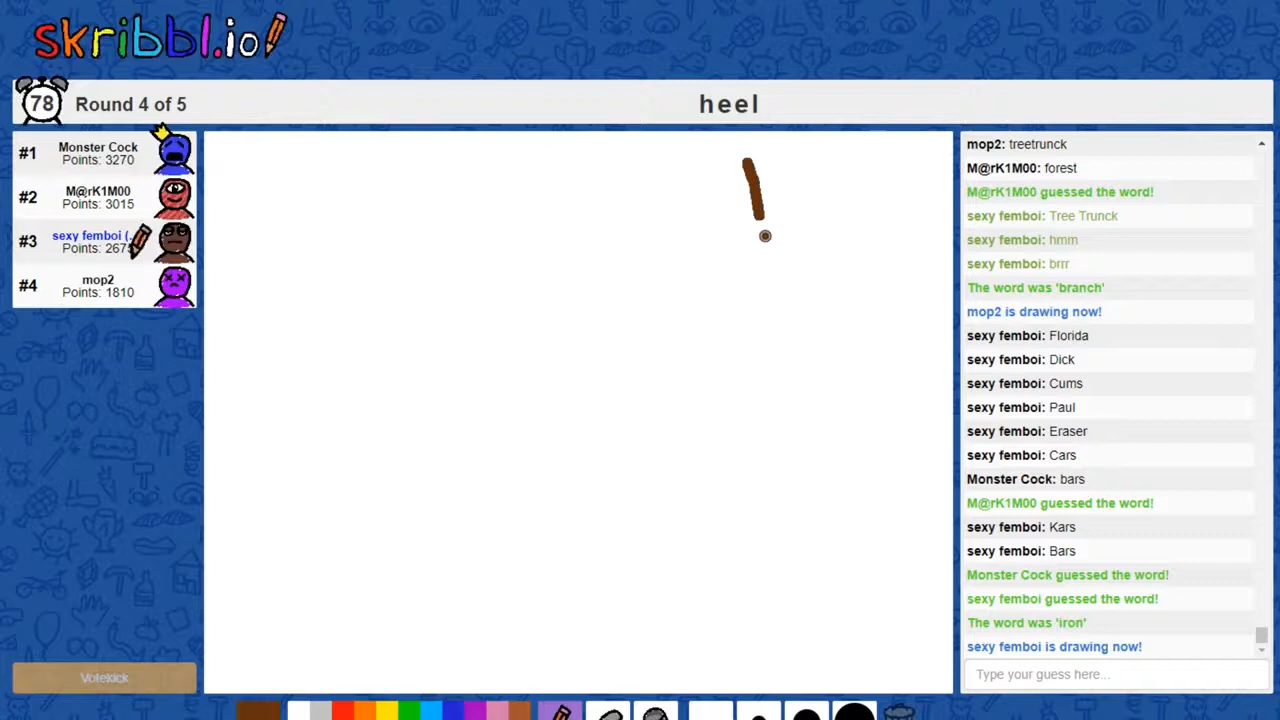 skribbl.io
78
Round 4 of 5
heel
#1
Monster Cock
Points: 3270
#2
M@rK1M00
Points: 3015
#3
sexy femboi (.
Points: 267
#4
mop2
Points: 1810
Votekick
mop2: treetrunck
M@rK1M00: forest
M@rK1M00 guessed the word!
sexy femboi: Tree Trunck
sexy femboi: hmm
sexy femboi: brrr
The word was 'branch'
mop2 is drawing now!
sexy femboi: Florida
sexy femboi: Dick
sexy femboi: Cums
sexy femboi: Paul
sexy femboi: Eraser
sexy femboi: Cars
Monster Cock: bars
M@rK1M00 guessed the word!
sexy femboi: Kars
sexy femboi: Bars
Monster Cock guessed the word!
sexy femboi guessed the word!
The word was 'iron'
sexy femboi is drawing now!
Type your guess here...